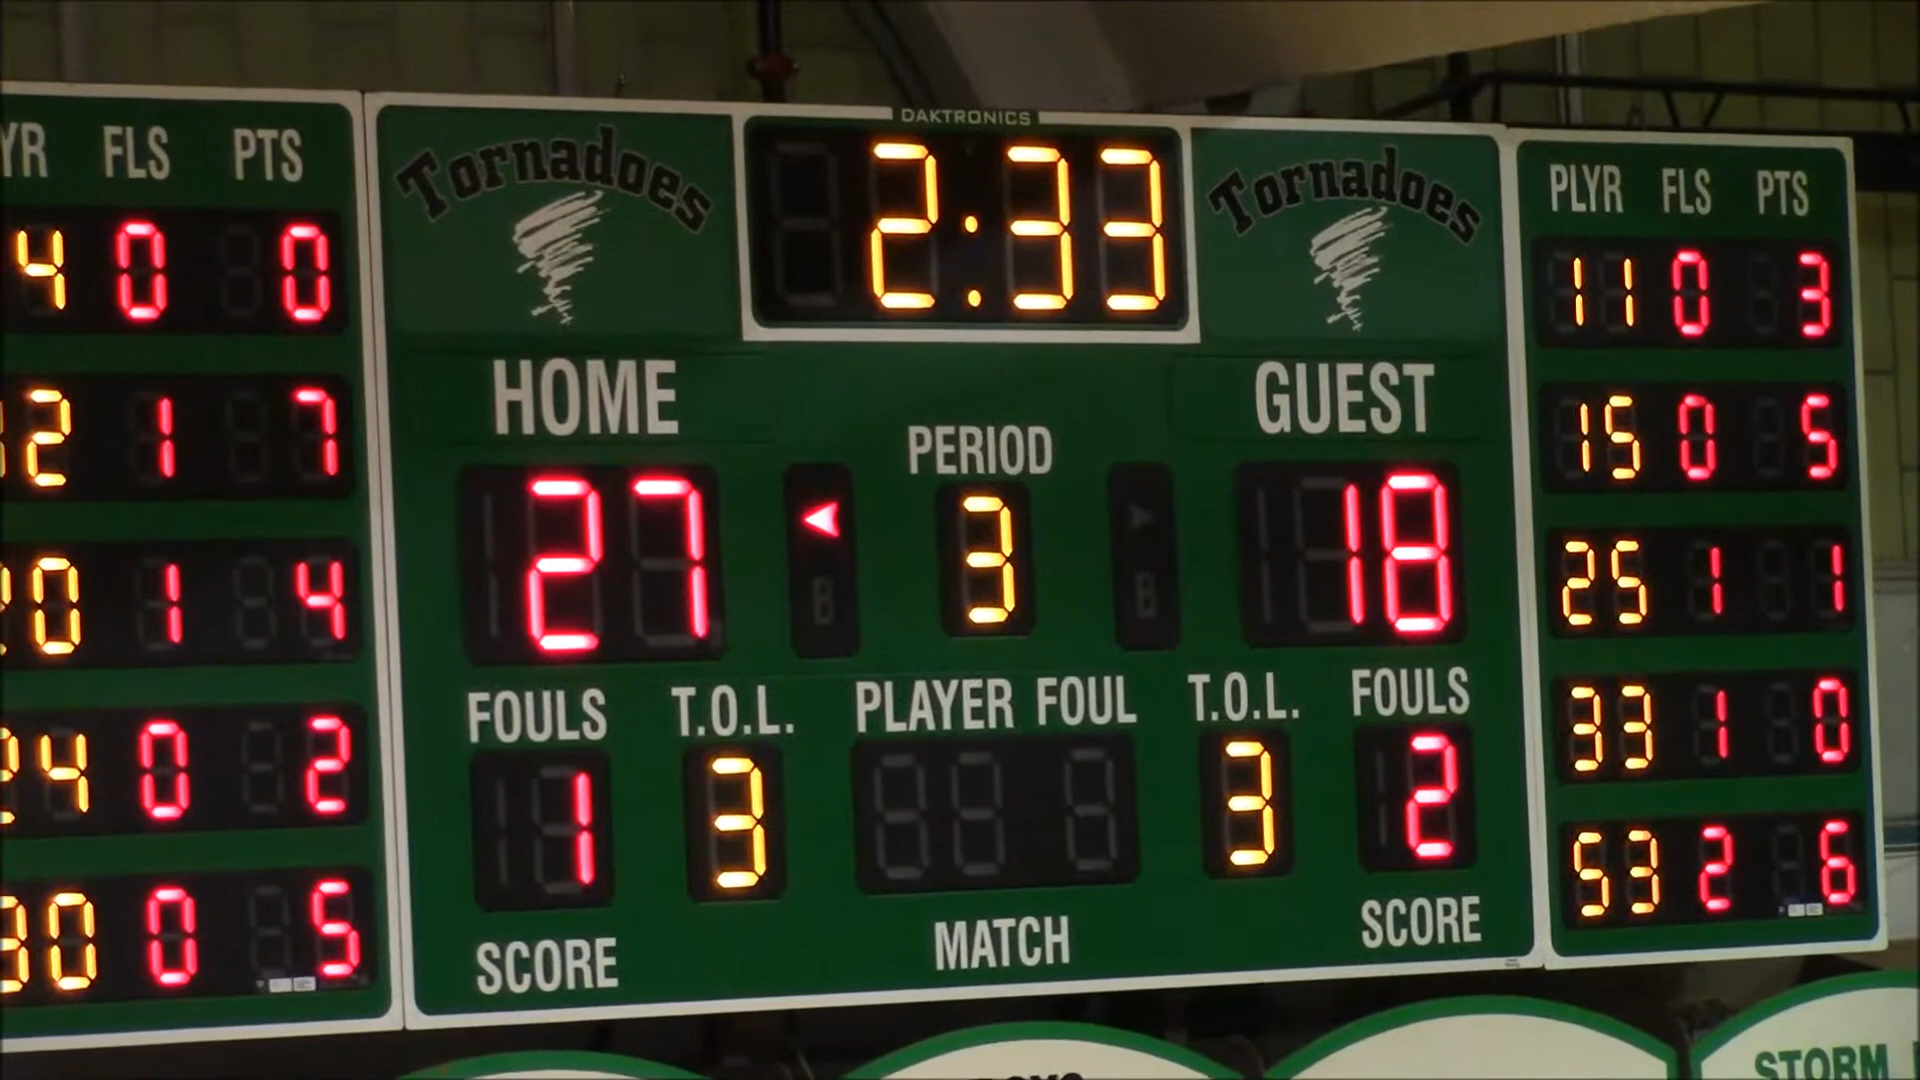 DAKTRONICS
Tornadoes
2:33
Tornadoes
YR FLS PTS
4 0 0
2 1 7
0 1 4
24 0 2
30 0 5
HOME
PERIOD
GUEST
27 3 18
FOULS T.O.L. PLAYER FOUL T.O.L. FOULS
1 3 3 2
SCORE MATCH SCORE
PLYR FLS PTS
11 0 3
15 0 5
25 1 1
33 1 0
53 2 6
STORM